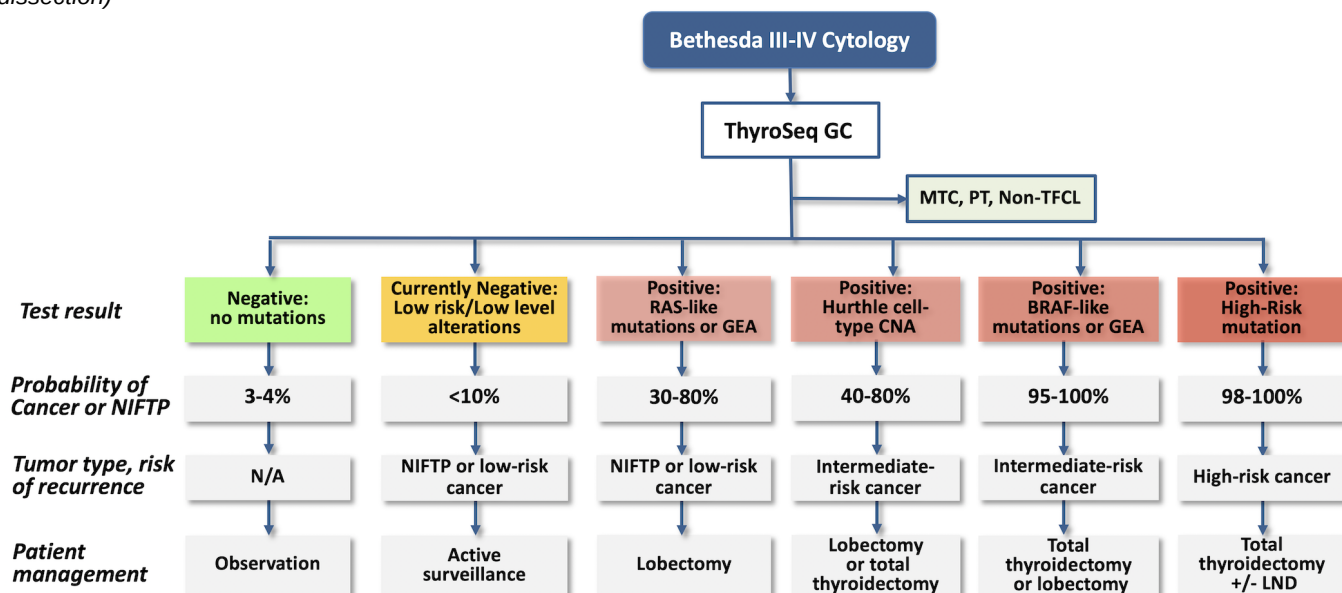 dissection)
Bethesda III-IV Cytology
ThyroSeq GC
MTC, PT, Non-TFCL
Test result
Negative:
no mutations
Currently Negative:
Low risk/Low level
alterations
Positive:
RAS-like
mutations or GEA
Positive:
Hurthle cell-
type CNA
Positive:
BRAF-like
mutations or GEA
Positive:
High-Risk
mutation
Probability of
Cancer or NIFTP
3-4%
<10%
30-80%
40-80%
95-100%
98-100%
Tumor type, risk
of recurrence
N/A
NIFTP or low-risk
cancer
NIFTP or low-risk
cancer
Intermediate-
risk cancer
Intermediate-risk
cancer
High-risk cancer
Patient
management
Observation
Active
surveillance
Lobectomy
Lobectomy
or total
thyroidectomy
Total
thyroidectomy
or lobectomy
Total
thyroidectomy
+/- LND